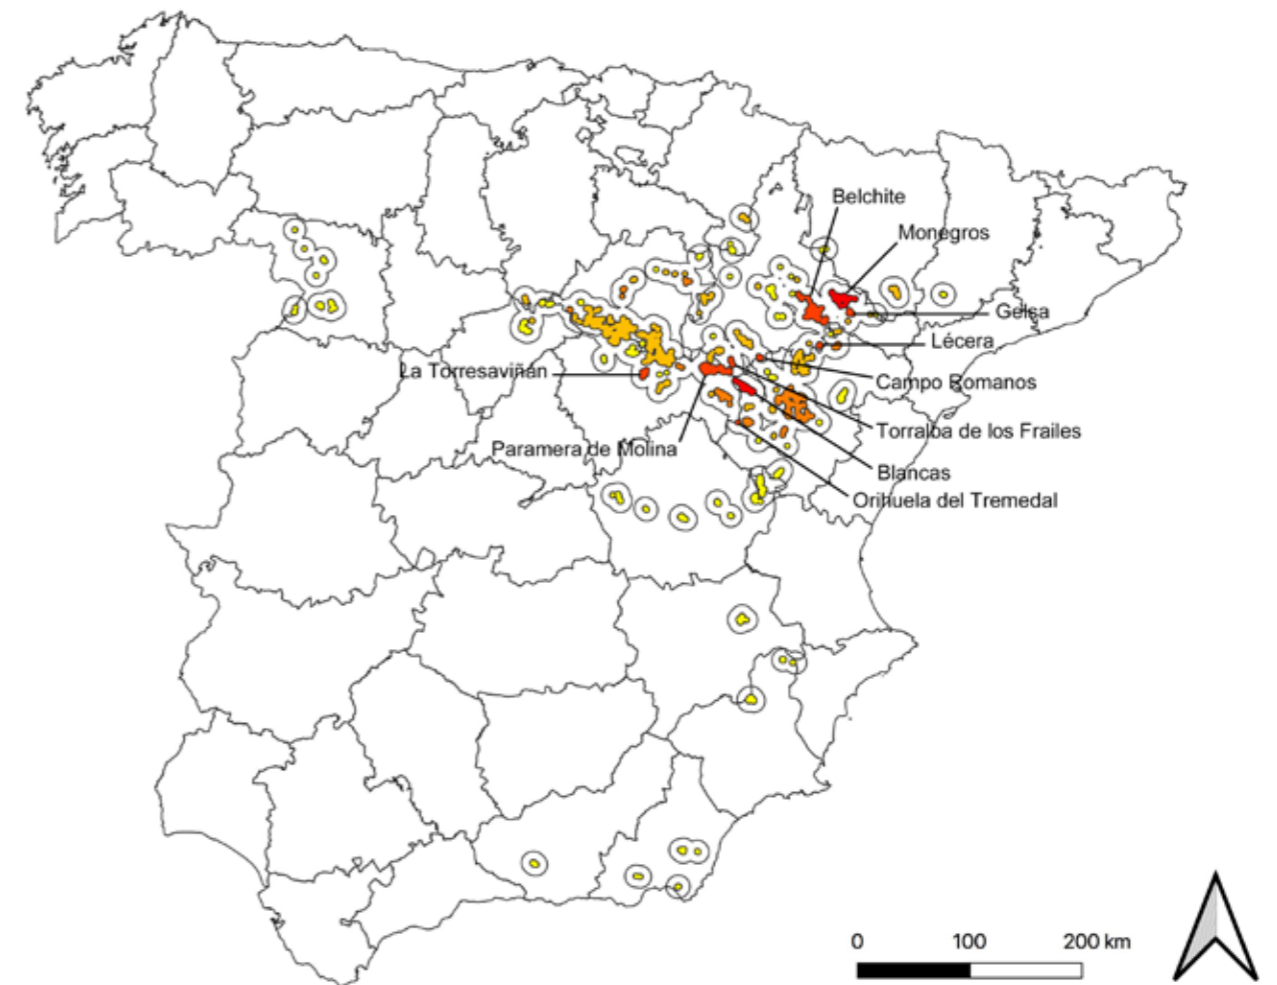 Belchite
Monegros
Gelsa
Lécera
La Torresaviñán
Campo Romanos
Torralba de los Frailes
Paramera de Molina
Blancas
Orihuela del Tremedal
0 100 200 km